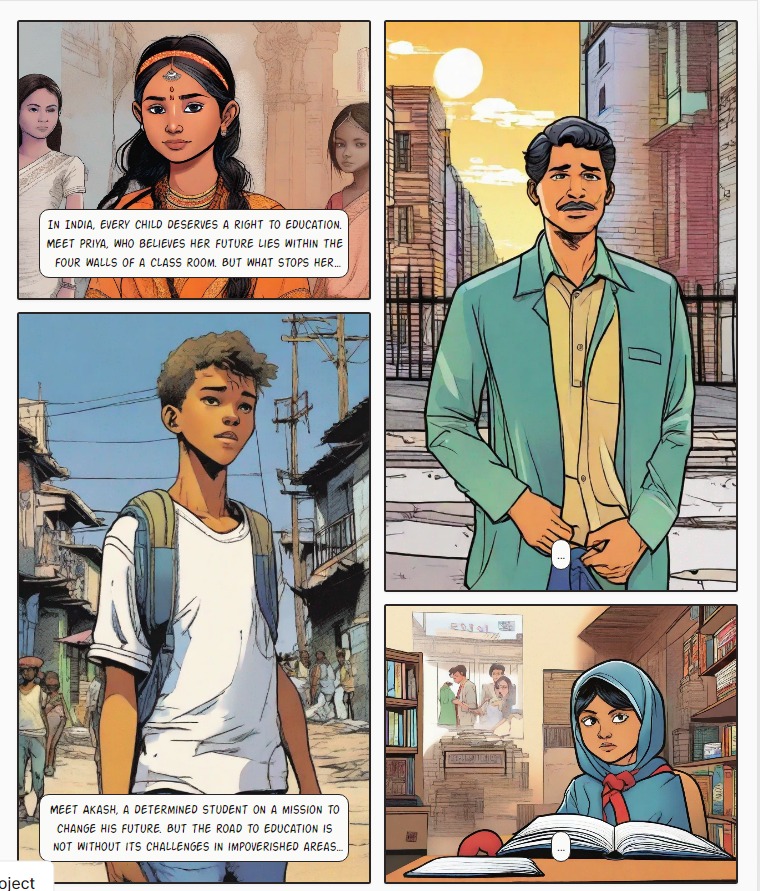 IN INDIA, EVERY CHILD DESERVES A RIGHT TO EDUCATION.
MEET PRIYA, WHO BELIEVES HER FUTURE LIES WITHIN THE
FOUR WALLS OF A CLASS ROOM. BUT WHAT STOPS HER...
MEET AKASH, A DETERMINED STUDENT ON A MISSION TO
CHANGE HIS FUTURE. BUT THE ROAD TO EDUCATION IS
NOT WITHOUT ITS CHALLENGES IN IMPOVERISHED AREAS...
...
...
oject